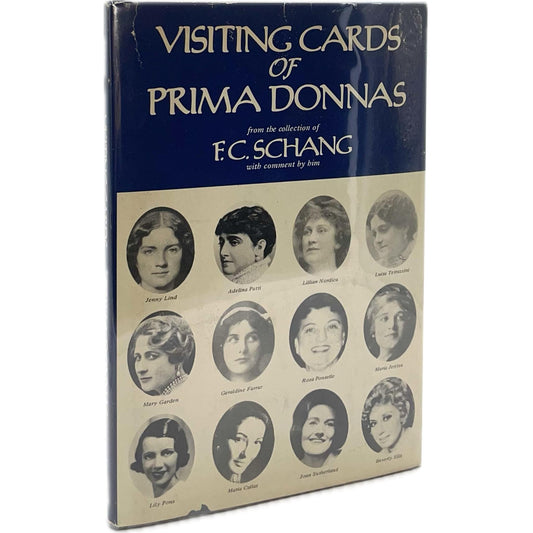 VISITING CARDS
OF
PRIMA DONNAS
from the collection of
F. C. SCHANG
with comment by him
Jenny Lind
Adelina Patti
Lillian Nordica
Luisa Tetrazzini
Mary Garden
Geraldine Farrar
Rosa Ponselle
Maria Jeritza
Lily Pons
Maria Callas
Joan Sutherland
Beverly Sills